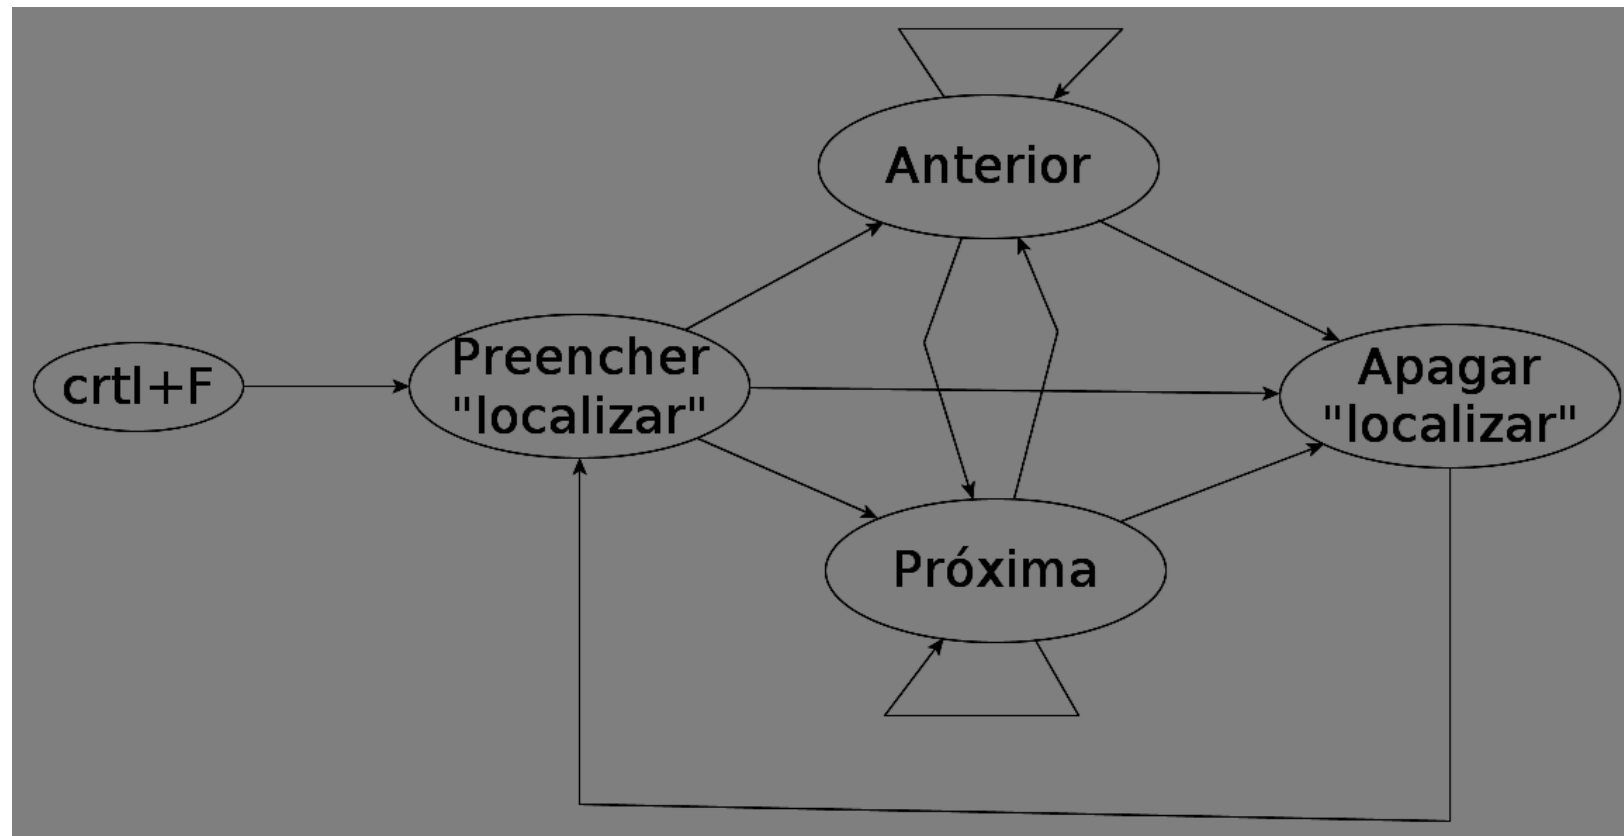 Anterior
crtl+F
Preencher
"localizar"
Apagar
"localizar"
Próxima